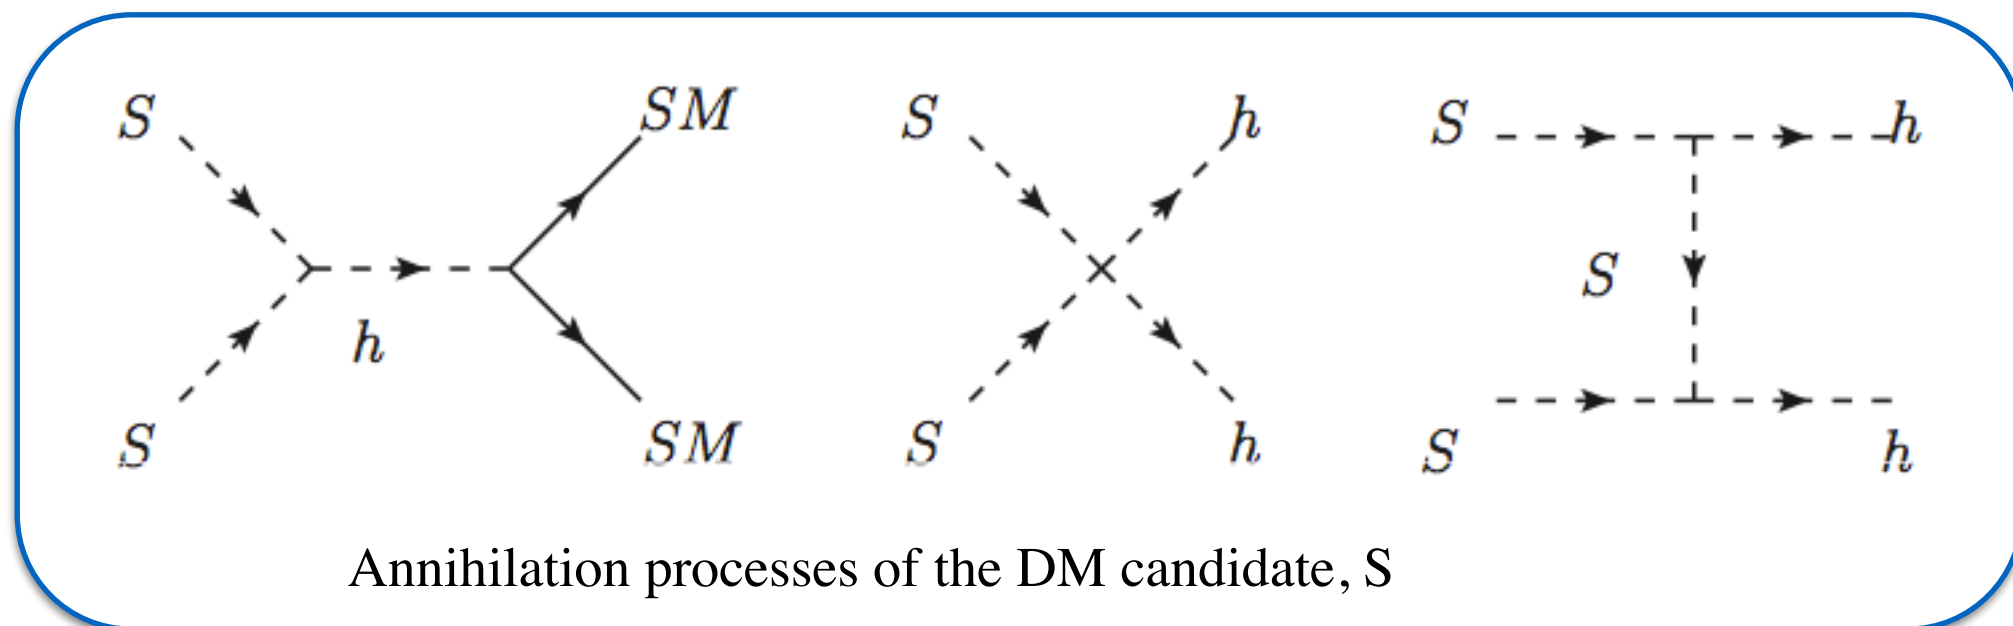 S SM S h S h
h S
S SM S h S h
Annihilation processes of the DM candidate, S